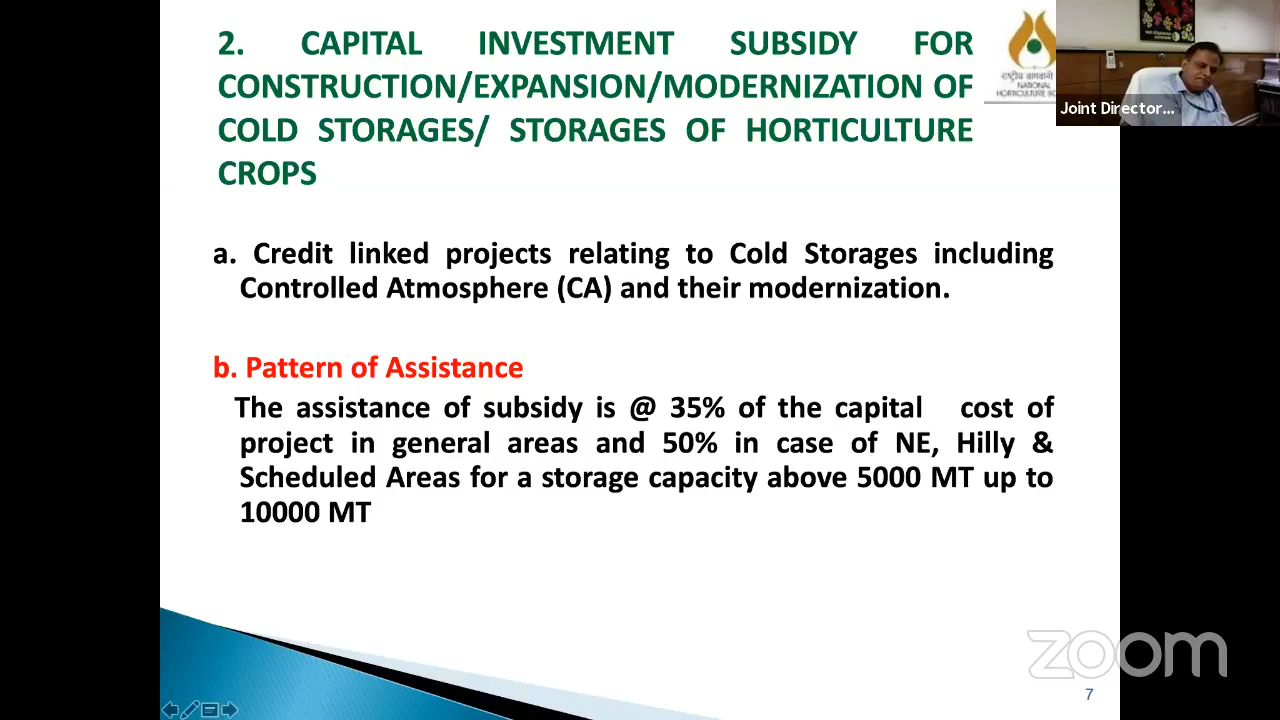 2. CAPITAL INVESTMENT SUBSIDY FOR
CONSTRUCTION/EXPANSION/MODERNIZATION OF
COLD STORAGES/ STORAGES OF HORTICULTURE
CROPS
राष्ट्रीय बागवानी
NATIONAL
HORTICULTURE
Joint Director...
a. Credit linked projects relating to Cold Storages including
Controlled Atmosphere (CA) and their modernization.
b. Pattern of Assistance
The assistance of subsidy is @ 35% of the capital cost of
project in general areas and 50% in case of NE, Hilly &
Scheduled Areas for a storage capacity above 5000 MT up to
10000 MT
zoom
7